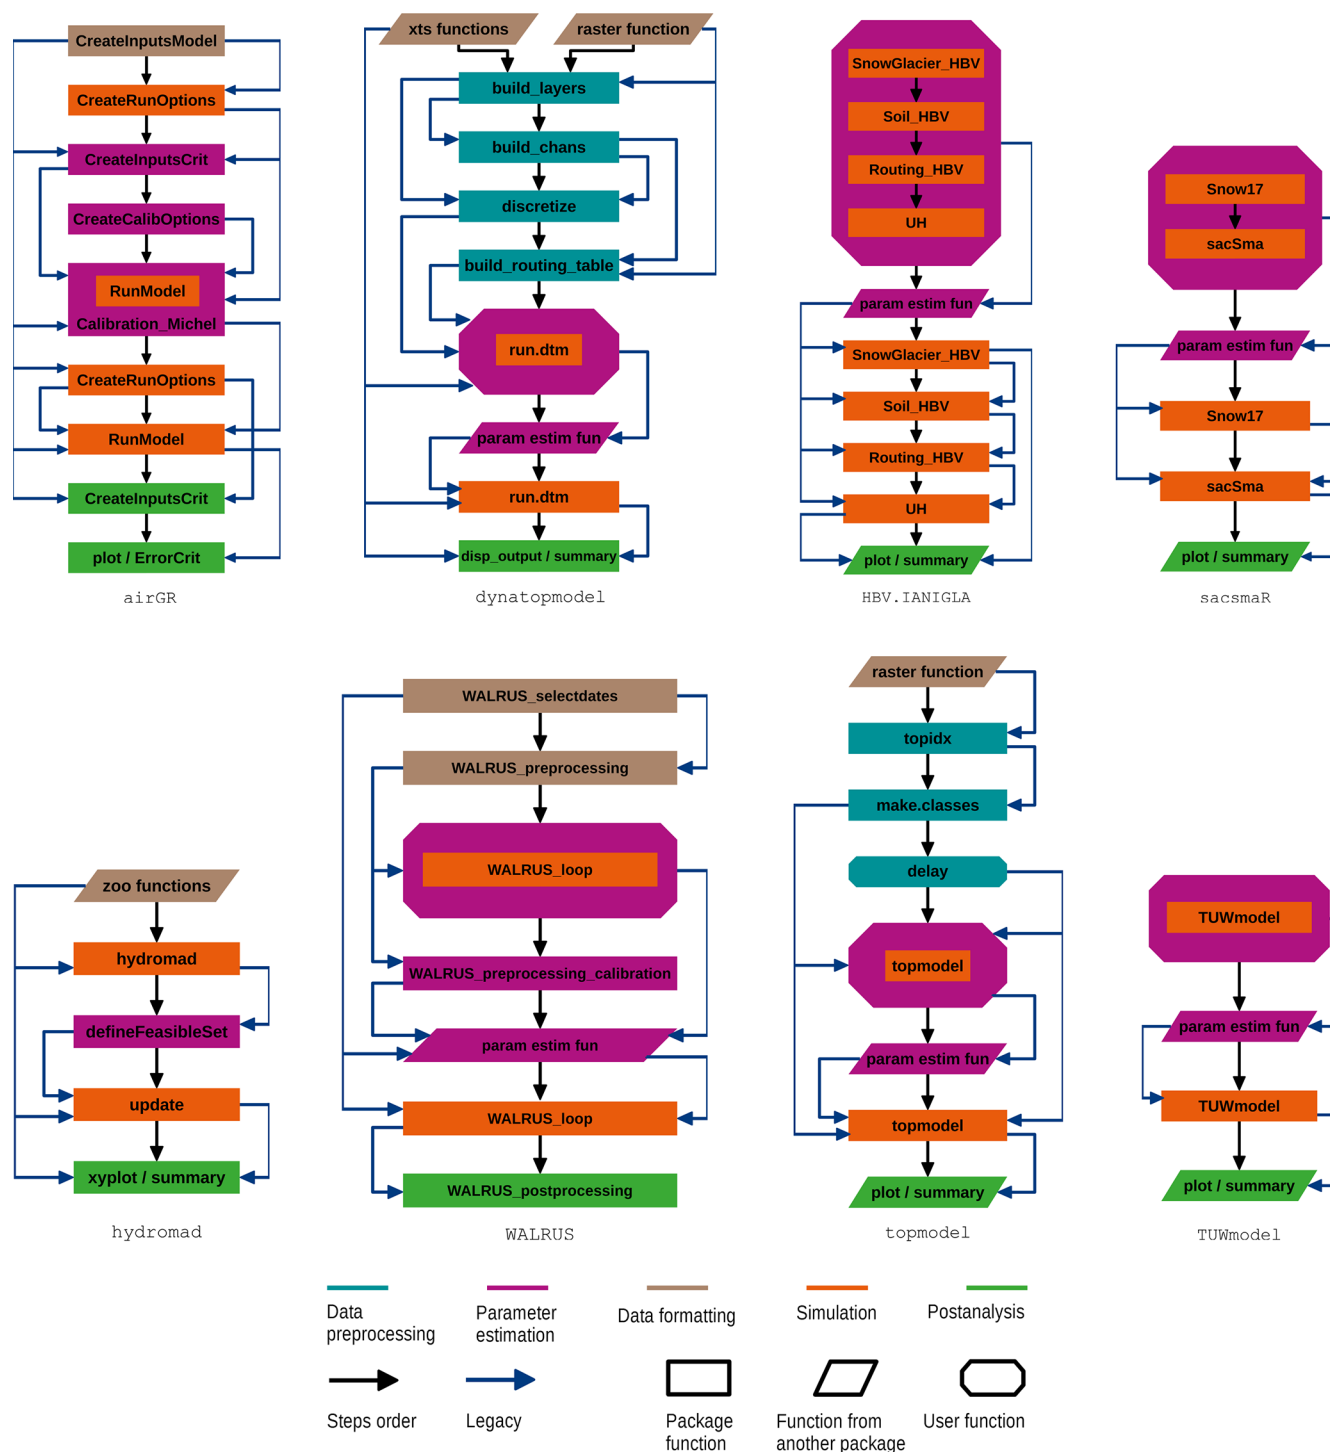 CreateInputsModel
CreateRunOptions
CreateInputsCrit
CreateCalibOptions
RunModel
Calibration_Michel
CreateRunOptions
RunModel
CreateInputsCrit
plot / ErrorCrit
airGR
xts functions
raster function
build_layers
build_chans
discretize
build_routing_table
run.dtm
param estim fun
run.dtm
disp_output / summary
dynatopmodel
SnowGlacier_HBV
Soil_HBV
Routing_HBV
UH
param estim fun
SnowGlacier_HBV
Soil_HBV
Routing_HBV
UH
plot / summary
HBV.IANIGLA
Snow17
sacSma
param estim fun
Snow17
sacSma
plot / summary
sacsmaR
zoo functions
hydromad
defineFeasibleSet
update
xyplot / summary
hydromad
WALRUS_selectdates
WALRUS_preprocessing
WALRUS_loop
WALRUS_preprocessing_calibration
param estim fun
WALRUS_loop
WALRUS_postprocessing
WALRUS
raster function
topidx
make.classes
delay
topmodel
param estim fun
topmodel
plot / summary
topmodel
TUWmodel
param estim fun
TUWmodel
plot / summary
TUWmodel
Data
preprocessing
Parameter
estimation
Data formatting
Simulation
Postanalysis
Steps order
Legacy
Package
function
Function from
another package
User function